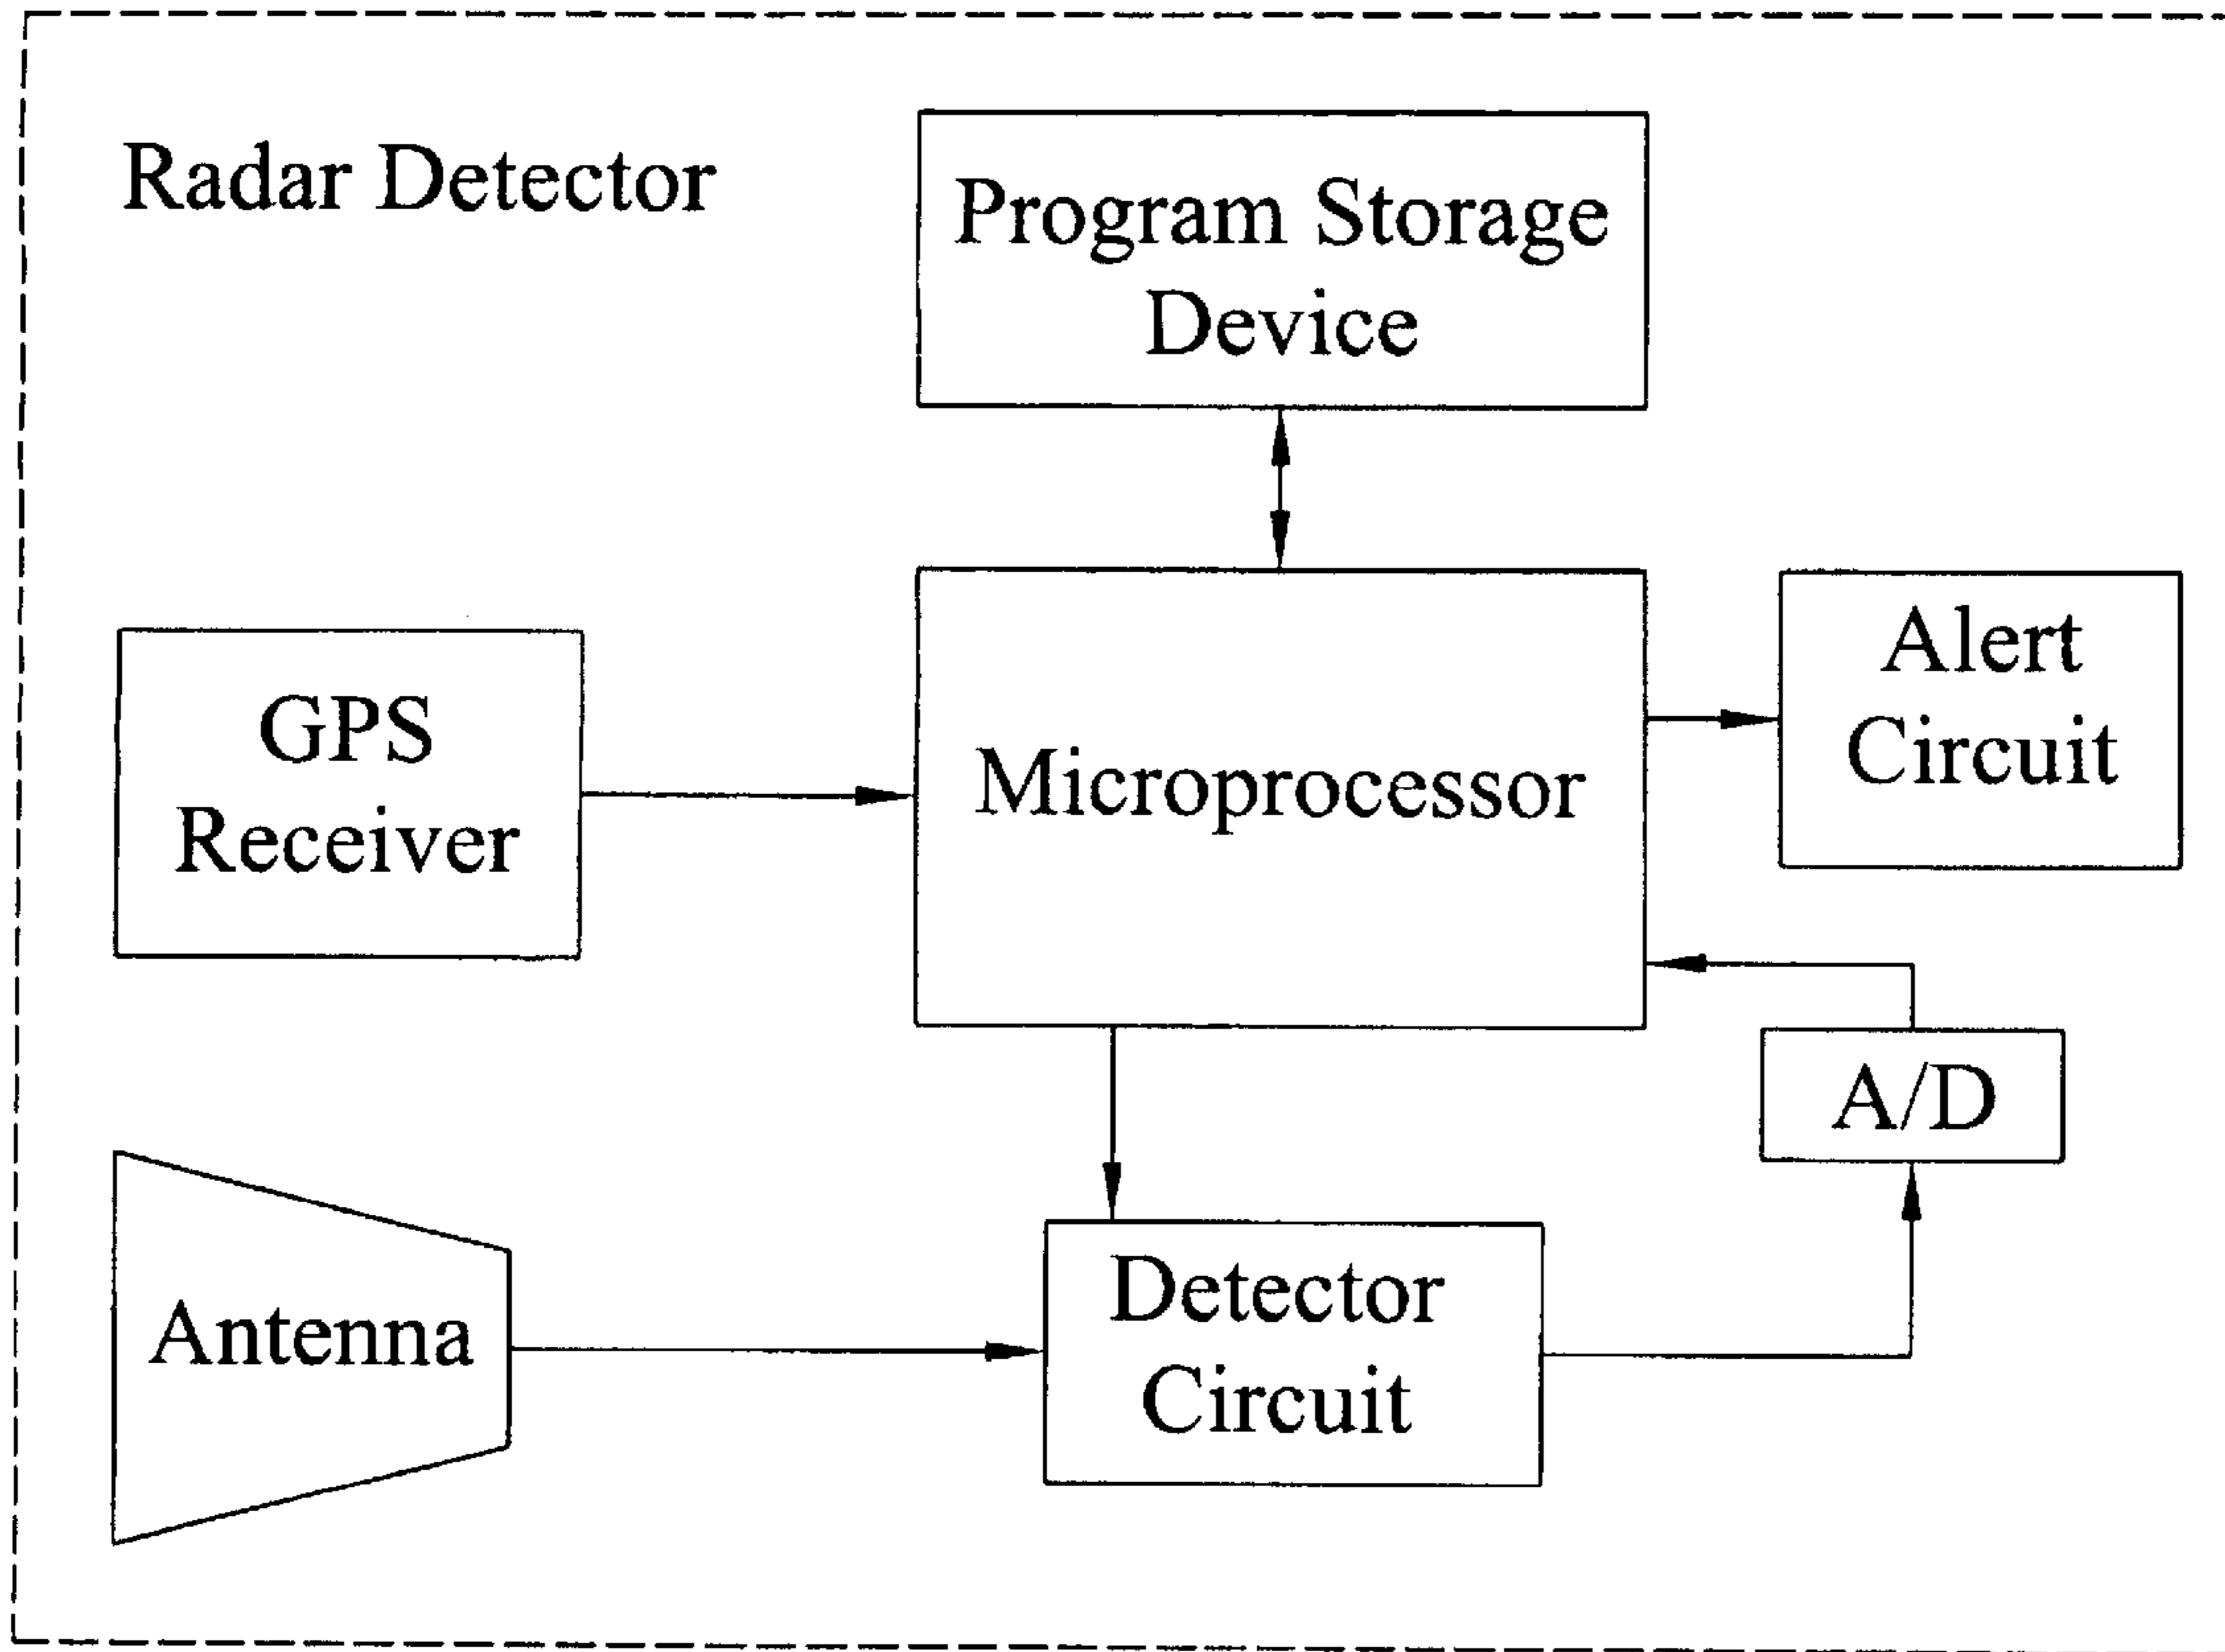 Radar Detector
Program Storage
Device
GPS
Receiver
Microprocessor
Alert
Circuit
A/D
Antenna
Detector
Circuit